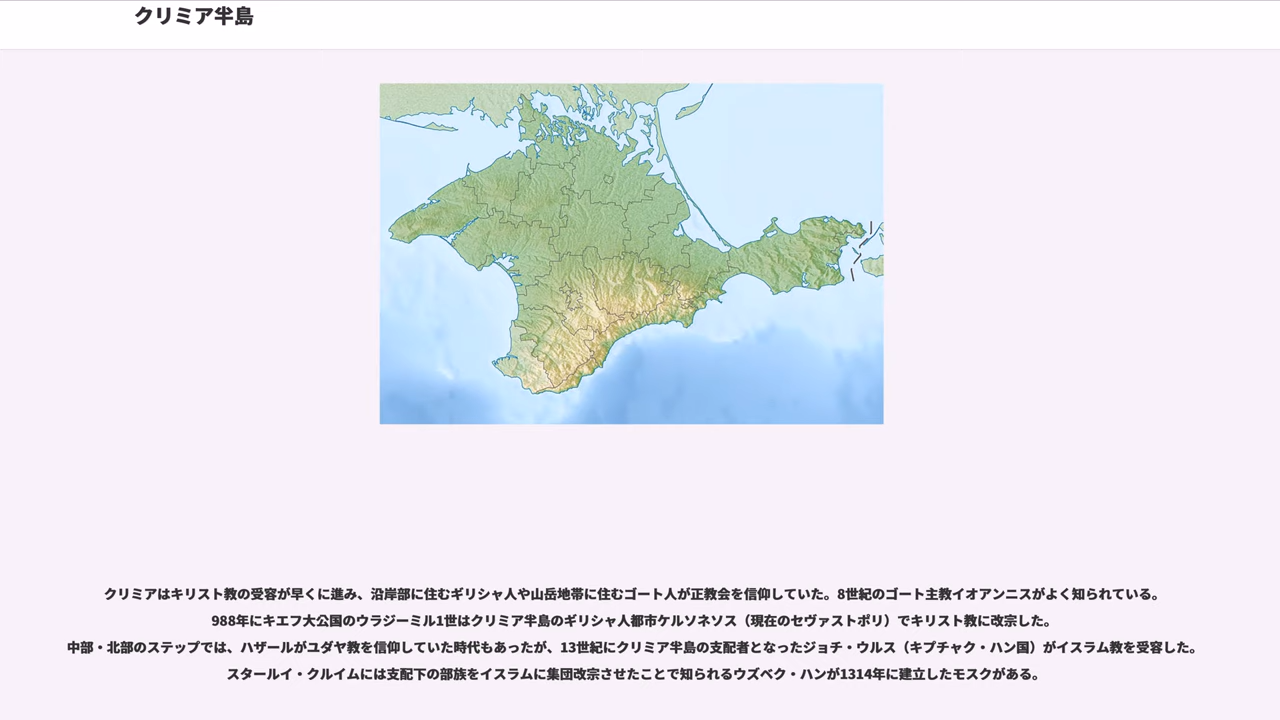 クリミア半島
クリミアはキリスト教の受容が早くに進み、沿岸部に住むギリシャ人や山岳地帯に住むゴート人が正教会を信仰していた。8世紀のゴート主教イオアンニスがよく知られている。
988年にキエフ大公国のウラジーミル1世はクリミア半島のギリシャ人都市ケルソネソス（現在のセヴァストポリ）でキリスト教に改宗した。
中部・北部のステップでは、ハザールがユダヤ教を信仰していた時代もあったが、13世紀にクリミア半島の支配者となったジョチ・ウルス（キプチャク・ハン国）がイスラム教を受容した。
スタールイ・クルイムには支配下の部族をイスラムに集団改宗させたことで知られるウズベク・ハンが1314年に建立したモスクがある。